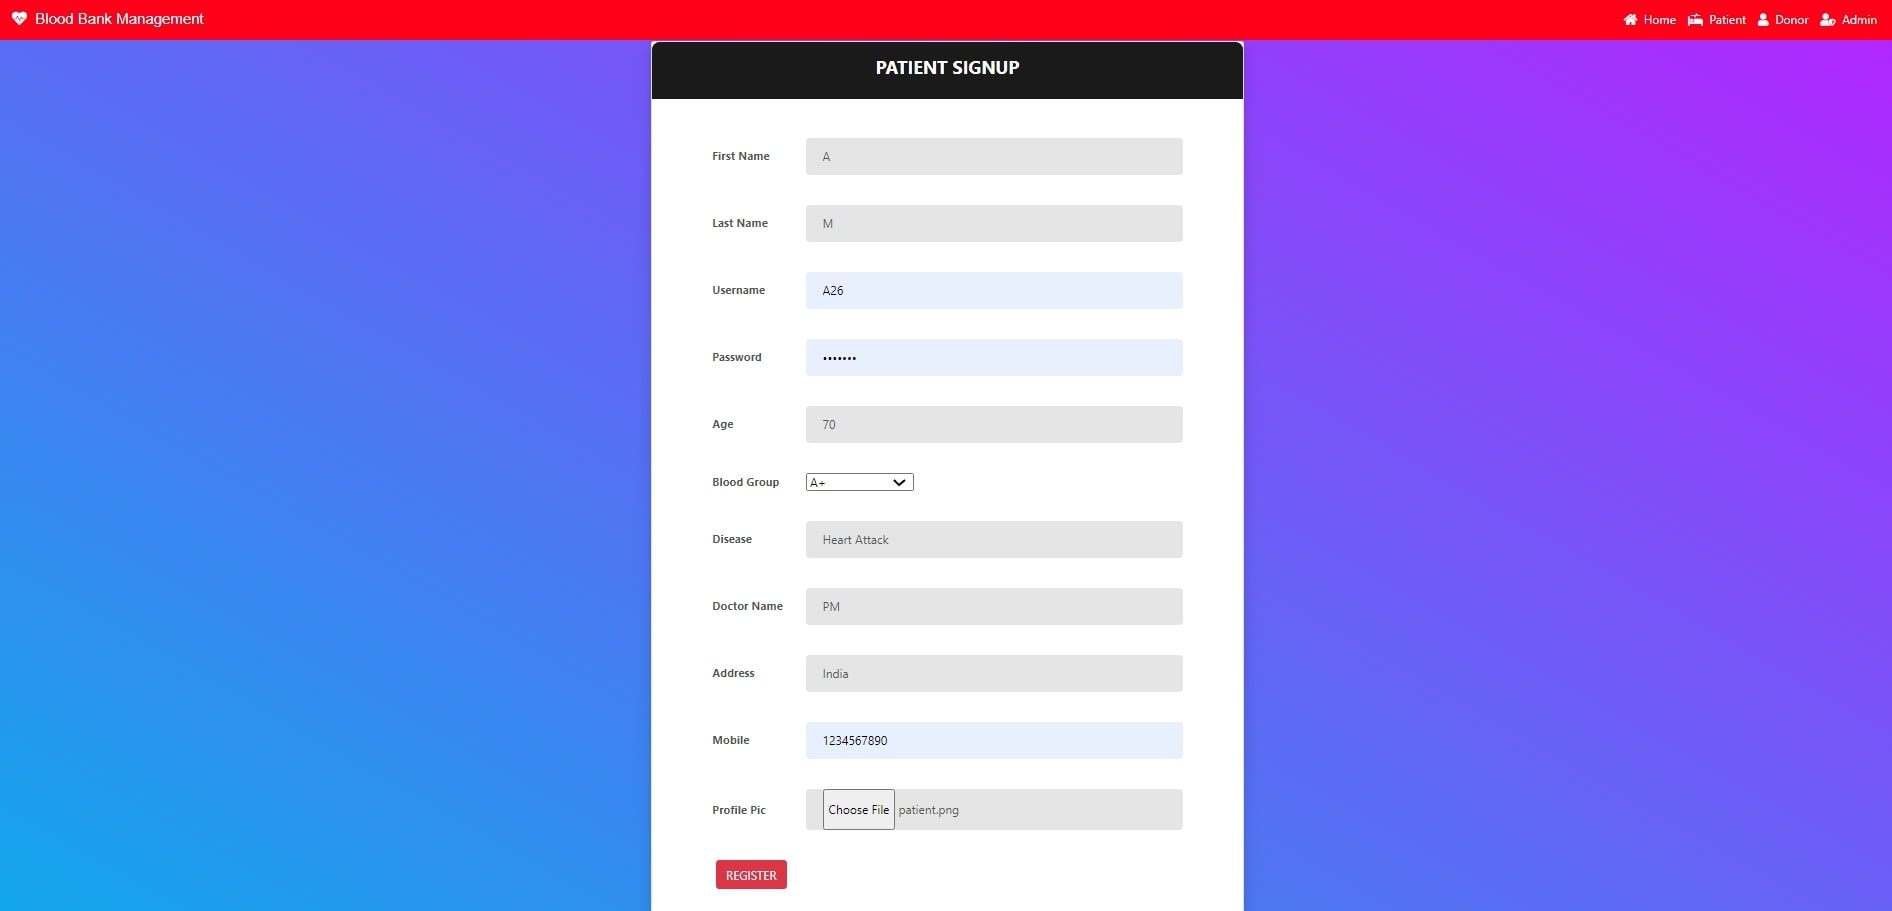 Blood Bank Management
Home Patient Donor Admin
PATIENT SIGNUP
First Name A
Last Name M
Username A26
Password •••••••
Age 70
Blood Group A+
Disease Heart Attack
Doctor Name PM
Address India
Mobile 1234567890
Profile Pic Choose File patient.png
REGISTER